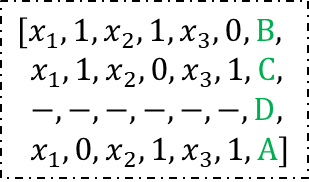 [x₁, 1, x₂, 1, x₃, 0, B,
x₁, 1, x₂, 0, x₃, 1, C,
−, −, −, −, −, −, D,
x₁, 0, x₂, 1, x₃, 1, A]